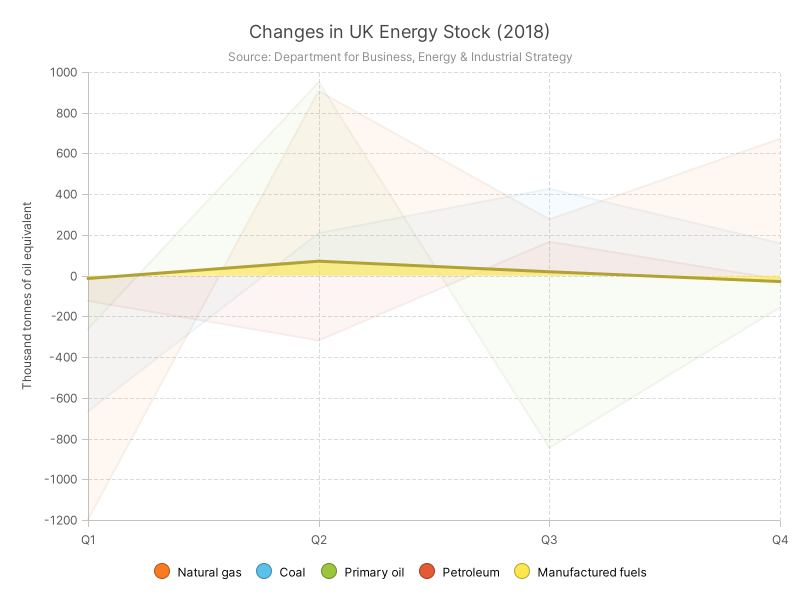 Changes in UK Energy Stock (2018)
Source: Department for Business, Energy & Industrial Strategy
Thousand tonnes of oil equivalent
1000
800
600
400
200
0
-200
-400
-600
-800
-1000
-1200
Q1 Q2 Q3 Q4
Natural gas Coal Primary oil Petroleum Manufactured fuels